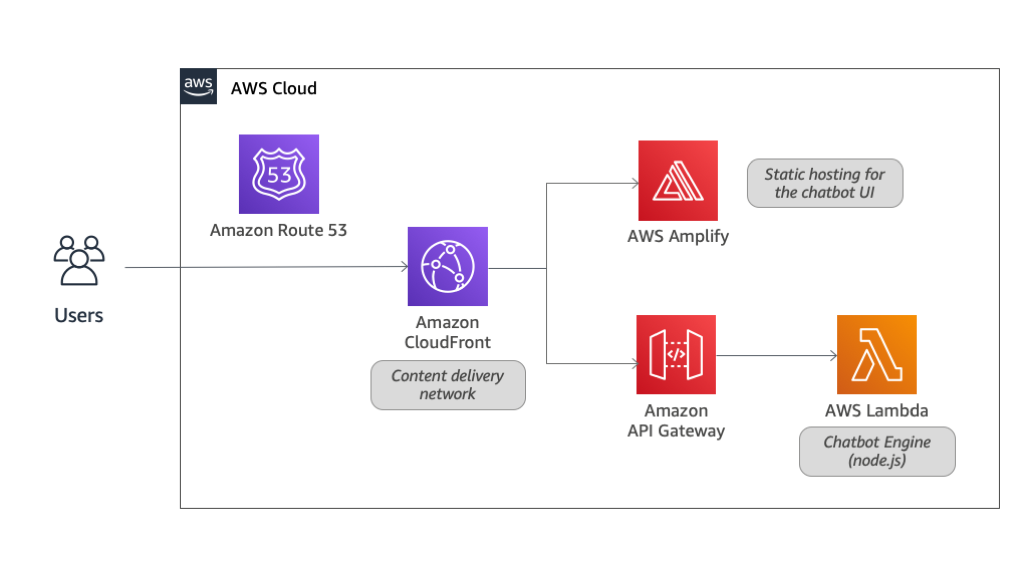 aws
AWS Cloud
53
Amazon Route 53
Users
Amazon
CloudFront
Content delivery
network
AWS Amplify
Static hosting for
the chatbot UI
</>
Amazon
API Gateway
AWS Lambda
Chatbot Engine
(node.js)